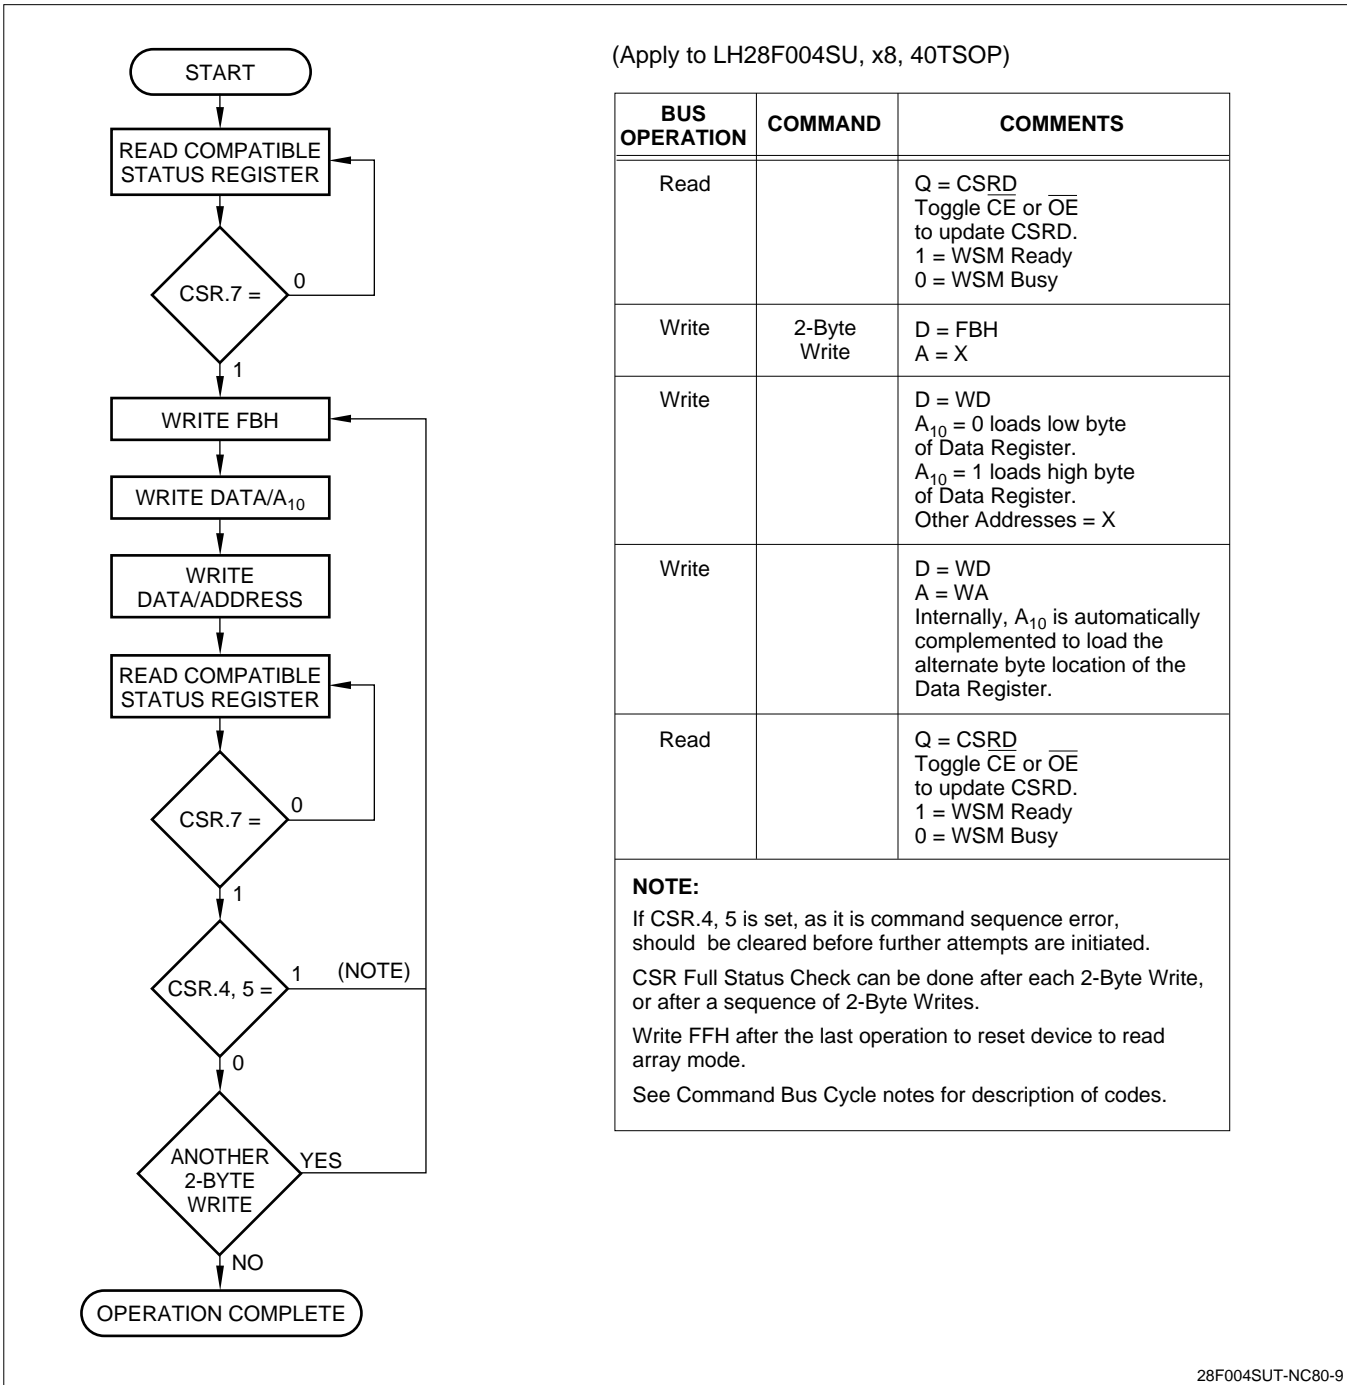 START
READ COMPATIBLE
STATUS REGISTER
CSR.7 =
0
1
WRITE FBH
WRITE DATA/A10
WRITE
DATA/ADDRESS
READ COMPATIBLE
STATUS REGISTER
CSR.7 =
0
1
CSR.4, 5 =
1
(NOTE)
0
ANOTHER
2-BYTE
WRITE
YES
NO
OPERATION COMPLETE
(Apply to LH28F004SU, x8, 40TSOP)
BUS
OPERATION
COMMAND
COMMENTS
Read
Q = CSRD
Toggle C̅E̅ or O̅E̅
to update CSRD.
1 = WSM Ready
0 = WSM Busy
Write
2-Byte
Write
D = FBH
A = X
Write
D = WD
A10 = 0 loads low byte
of Data Register.
A10 = 1 loads high byte
of Data Register.
Other Addresses = X
Write
D = WD
A = WA
Internally, A10 is automatically
complemented to load the
alternate byte location of the
Data Register.
Read
Q = CSRD
Toggle C̅E̅ or O̅E̅
to update CSRD.
1 = WSM Ready
0 = WSM Busy
NOTE:
If CSR.4, 5 is set, as it is command sequence error,
should be cleared before further attempts are initiated.
CSR Full Status Check can be done after each 2-Byte Write,
or after a sequence of 2-Byte Writes.
Write FFH after the last operation to reset device to read
array mode.
See Command Bus Cycle notes for description of codes.
28F004SUT-NC80-9